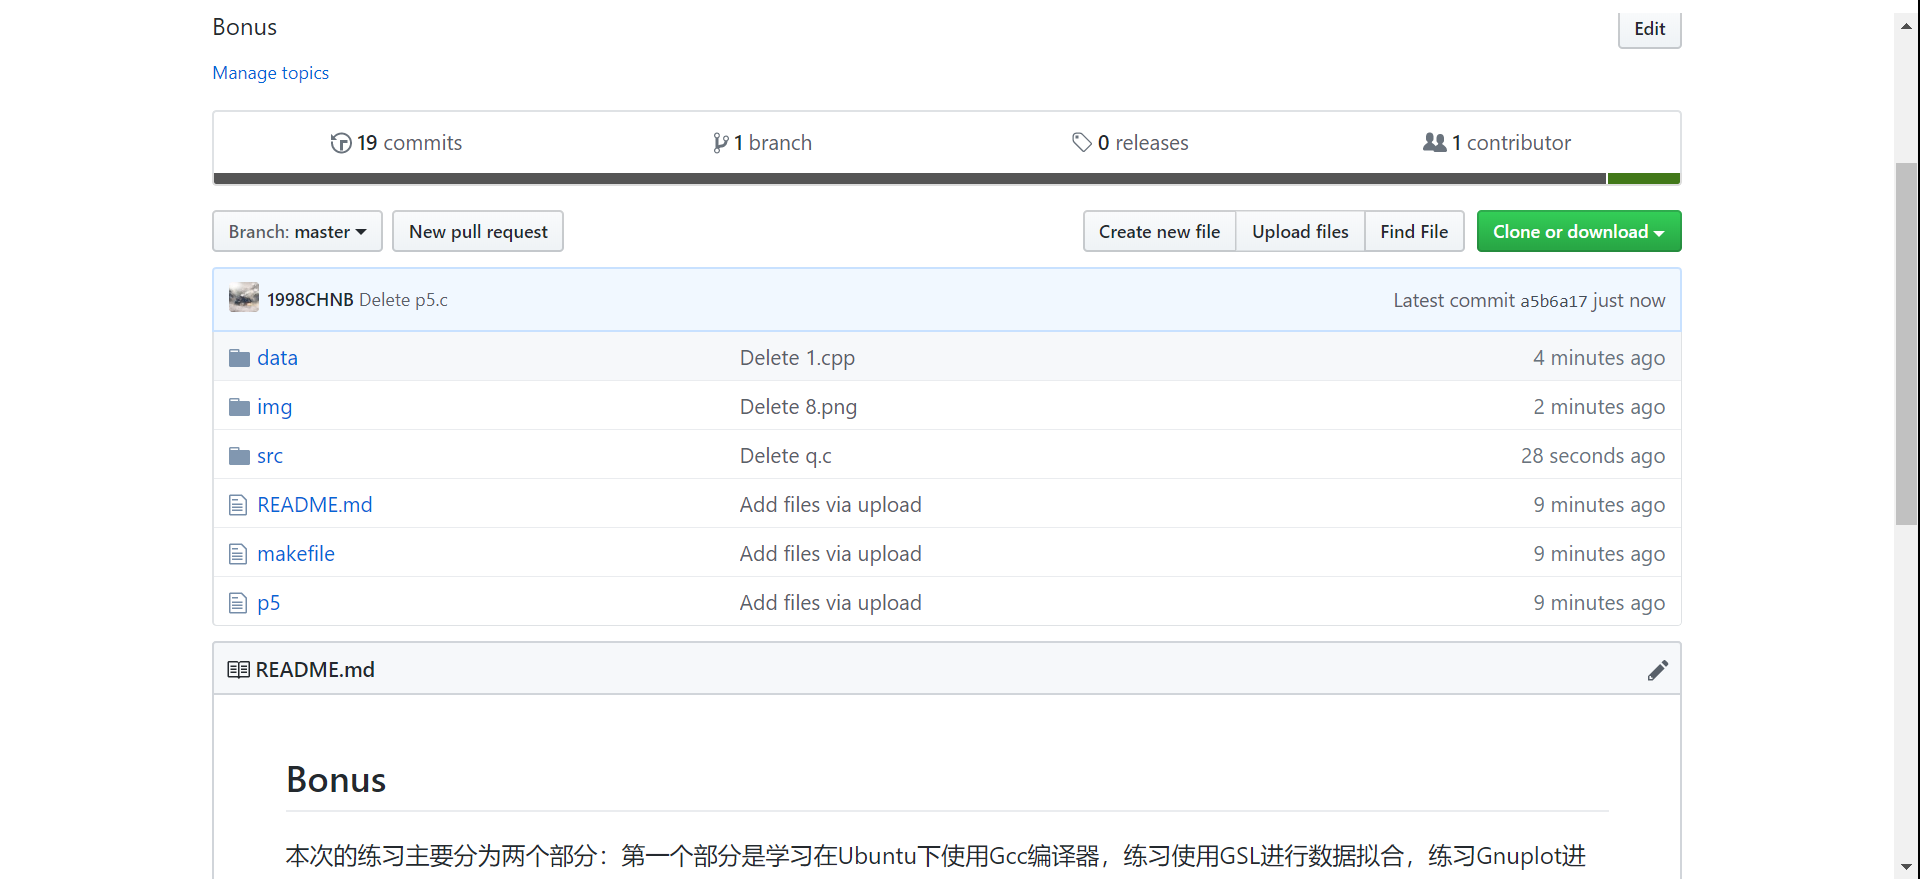 Bonus
Edit
Manage topics
19 commits
1 branch
0 releases
1 contributor
Branch: master
New pull request
Create new file
Upload files
Find File
Clone or download
1998CHNB Delete p5.c
Latest commit a5b6a17 just now
data
Delete 1.cpp
4 minutes ago
img
Delete 8.png
2 minutes ago
src
Delete q.c
28 seconds ago
README.md
Add files via upload
9 minutes ago
makefile
Add files via upload
9 minutes ago
p5
Add files via upload
9 minutes ago
README.md
Bonus
本次的练习主要分为两个部分：第一个部分是学习在Ubuntu下使用Gcc编译器，练习使用GSL进行数据拟合，练习Gnuplot进